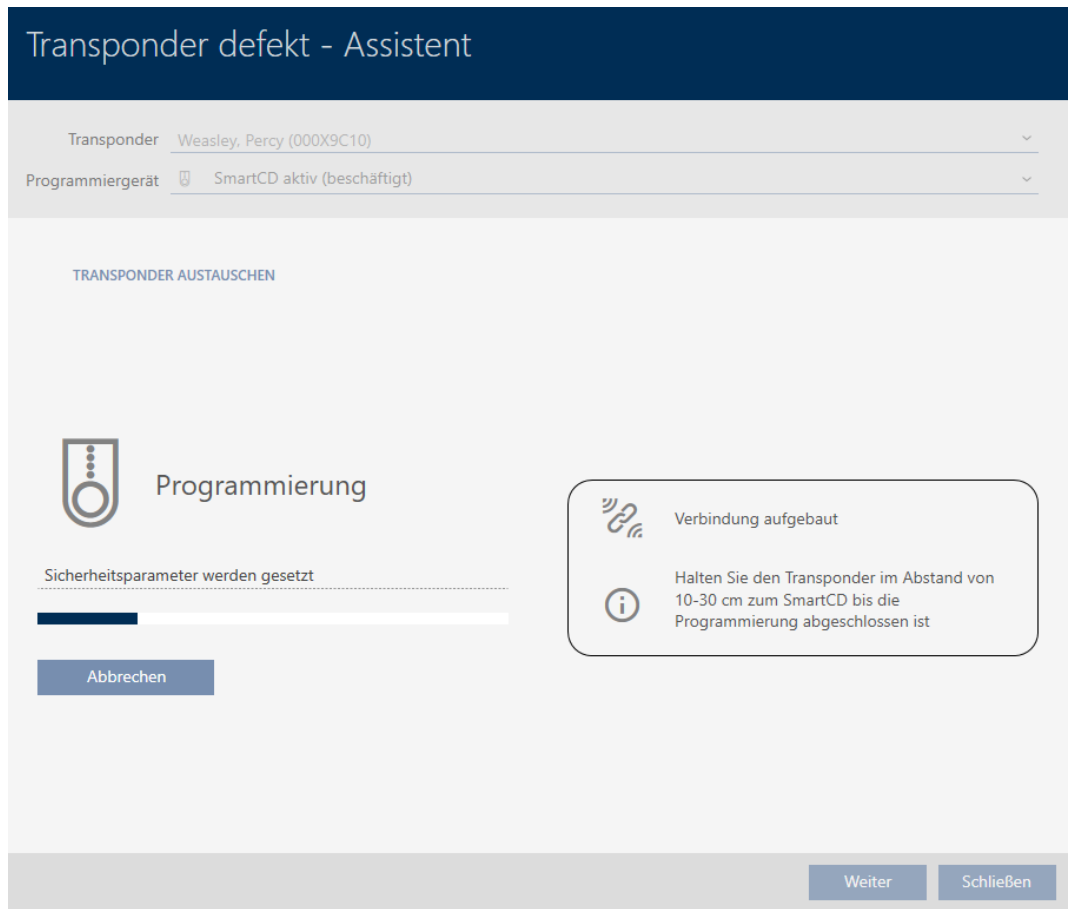 Transponder defekt - Assistent
Transponder Weasley, Percy (000X9C10)
Programmiergerät SmartCD aktiv (beschäftigt)
TRANSPONDER AUSTAUSCHEN
Programmierung
Sicherheitsparameter werden gesetzt
Abbrechen
Verbindung aufgebaut
Halten Sie den Transponder im Abstand von
10-30 cm zum SmartCD bis die
Programmierung abgeschlossen ist
Weiter Schließen